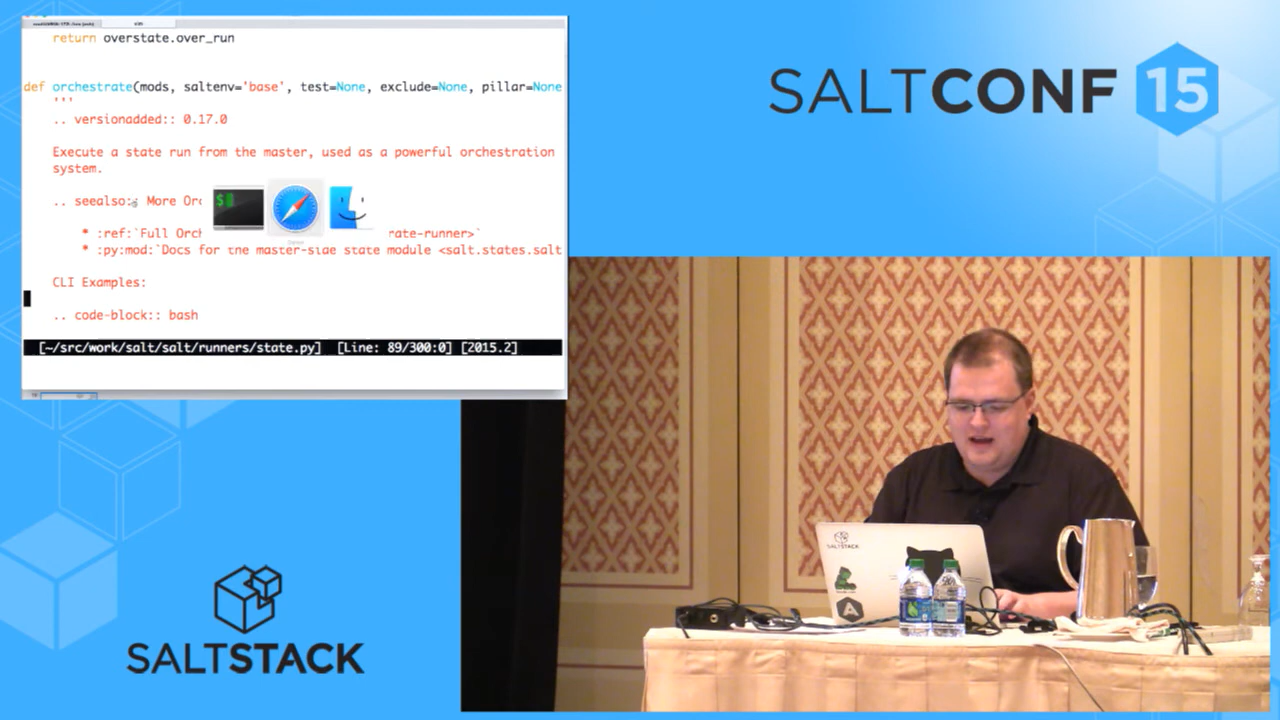 return overstate.over_run
def orchestrate(mods, saltenv='base', test=None, exclude=None, pillar=None
'''
.. versionadded:: 0.17.0
Execute a state run from the master, used as a powerful orchestration
system.
.. seealso:: More Orc
* :ref:`Full Orch rate-runner>`
* :py:mod:`Docs for the master-side state module <salt.states.salt
CLI Examples:
.. code-block:: bash
[~/src/work/salt/salt/runners/state.py] [Line: 89/300:0] [2015.2]
SALTCONF 15
SALTSTACK
SALTSTACK